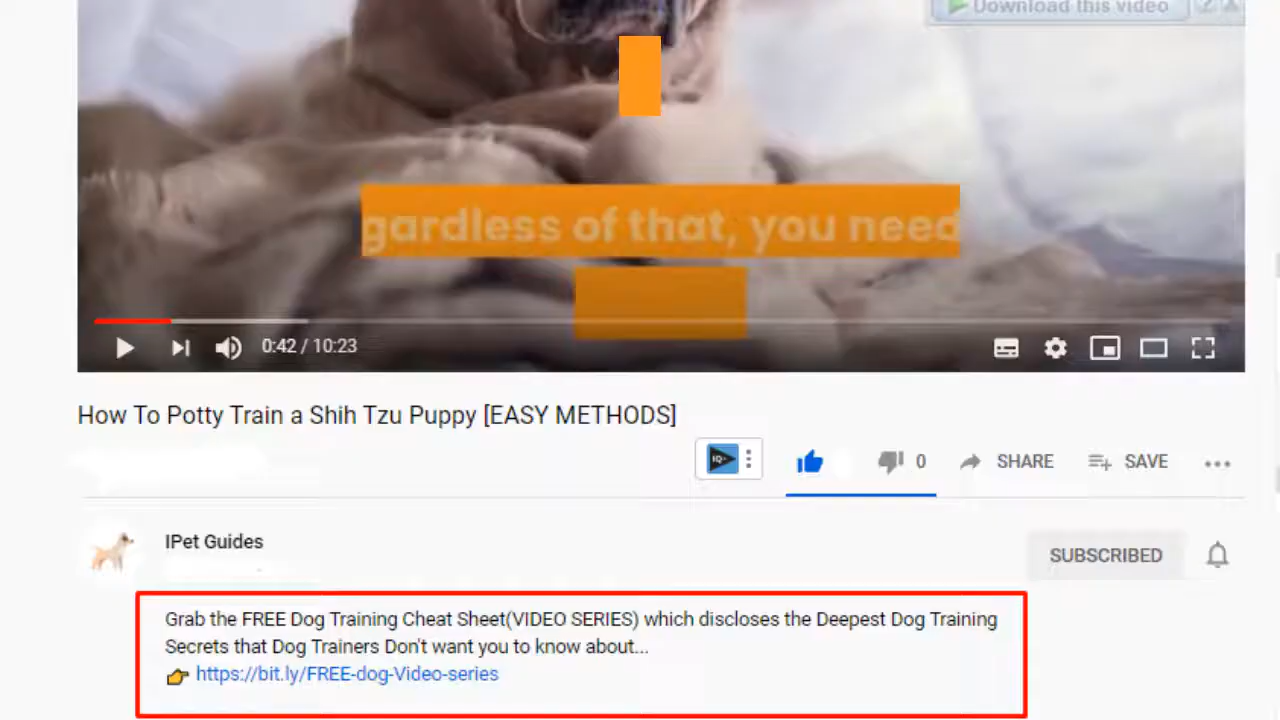 Download this video
gardless of that, you need
0:42 / 10:23
How To Potty Train a Shih Tzu Puppy [EASY METHODS]
IQ
0
SHARE
SAVE
IPet Guides
SUBSCRIBED
Grab the FREE Dog Training Cheat Sheet(VIDEO SERIES) which discloses the Deepest Dog Training
Secrets that Dog Trainers Don't want you to know about...
https://bit.ly/FREE-dog-Video-series